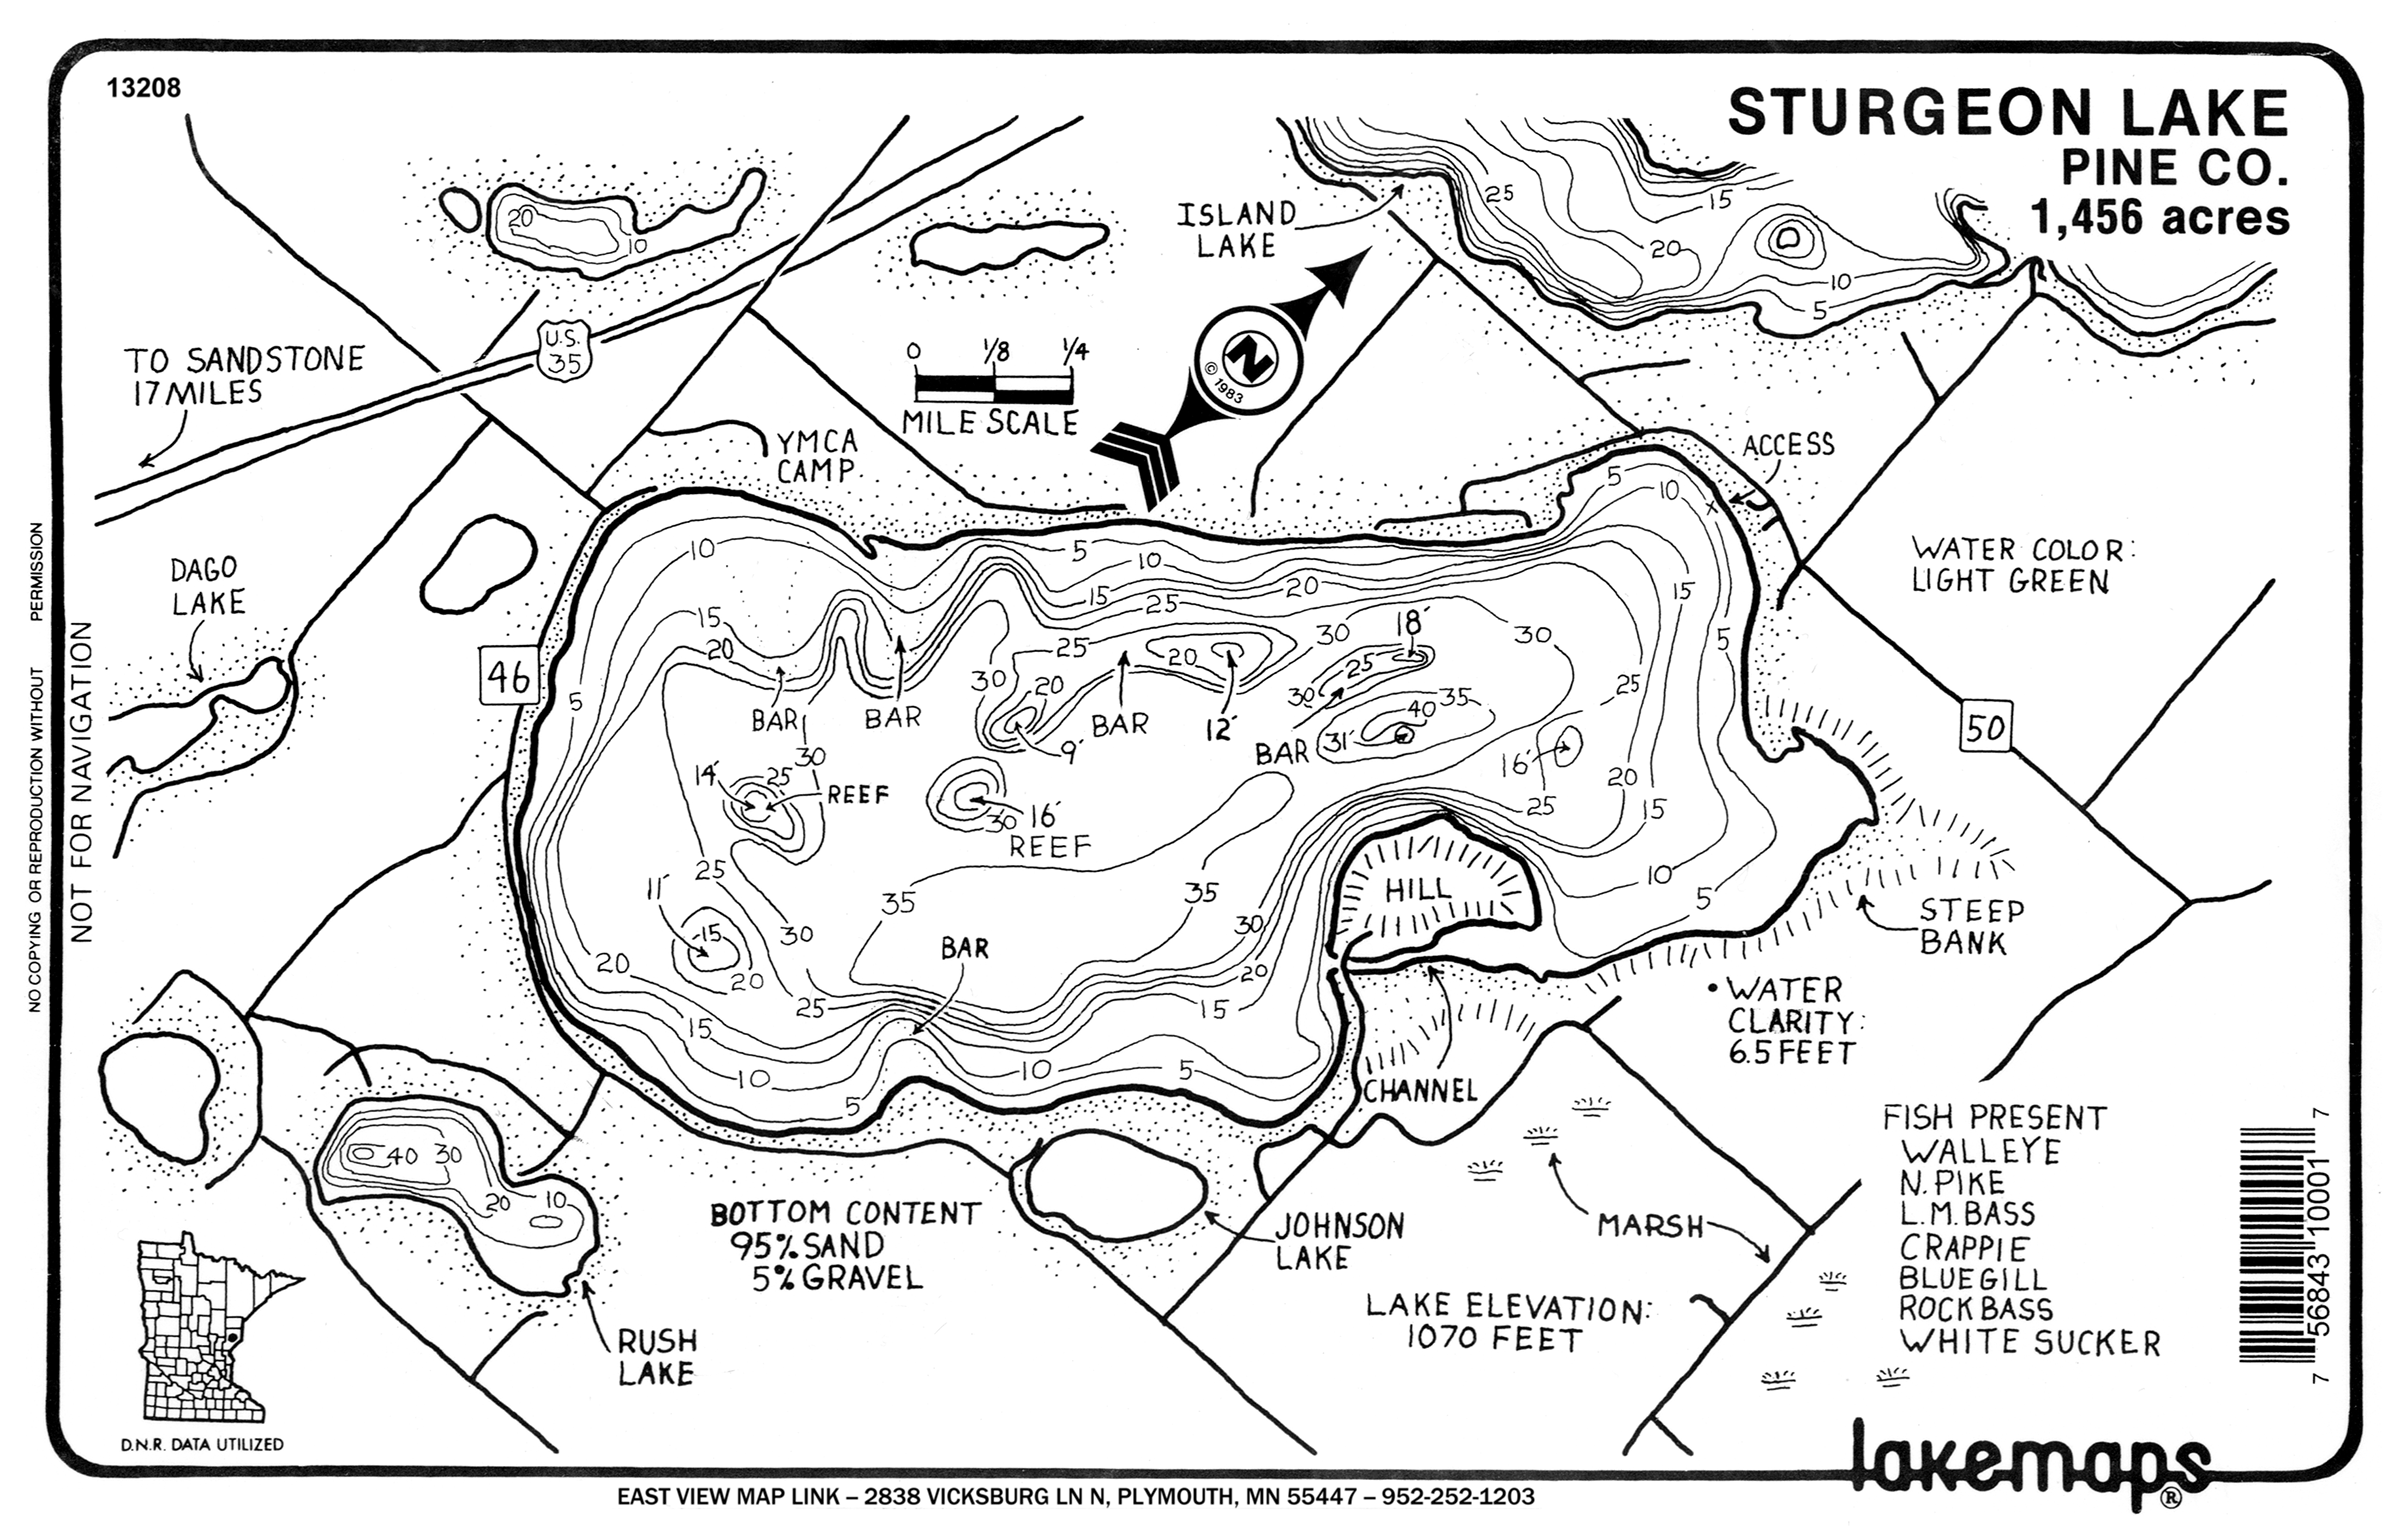 13208
STURGEON LAKE
PINE CO.
1,456 acres
ISLAND
LAKE
25
15
20
10
5
20
10
U.S.
35
TO SANDSTONE
17 MILES
0 1/8 1/4
MILE SCALE
N
© 1983
YMCA
CAMP
ACCESS
WATER COLOR:
LIGHT GREEN
DAGO
LAKE
46
50
NOT FOR NAVIGATION
NO COPYING OR REPRODUCTION WITHOUT PERMISSION
5
10
x
10
5
10
15
20
25
15
5
15
20
25
20
18'
30
30
25
30
20
30
25
5
BAR
BAR
BAR
12'
BAR
9'
40
35
31'
16'
20
25
15
14'
25
30
REEF
30
16'
REEF
25
11'
15
20
30
35
35
30
HILL
10
5
STEEP
BANK
BAR
20
25
20
15
15
10
10
5
5
CHANNEL
• WATER
CLARITY:
6.5 FEET
FISH PRESENT
WALLEYE
N. PIKE
L.M. BASS
CRAPPIE
BLUEGILL
ROCK BASS
WHITE SUCKER
40
30
20
10
RUSH
LAKE
BOTTOM CONTENT
95% SAND
5% GRAVEL
JOHNSON
LAKE
MARSH
LAKE ELEVATION:
1070 FEET
7 56843 10001 7
D.N.R. DATA UTILIZED
lakemaps®
EAST VIEW MAP LINK – 2838 VICKSBURG LN N, PLYMOUTH, MN 55447 – 952-252-1203